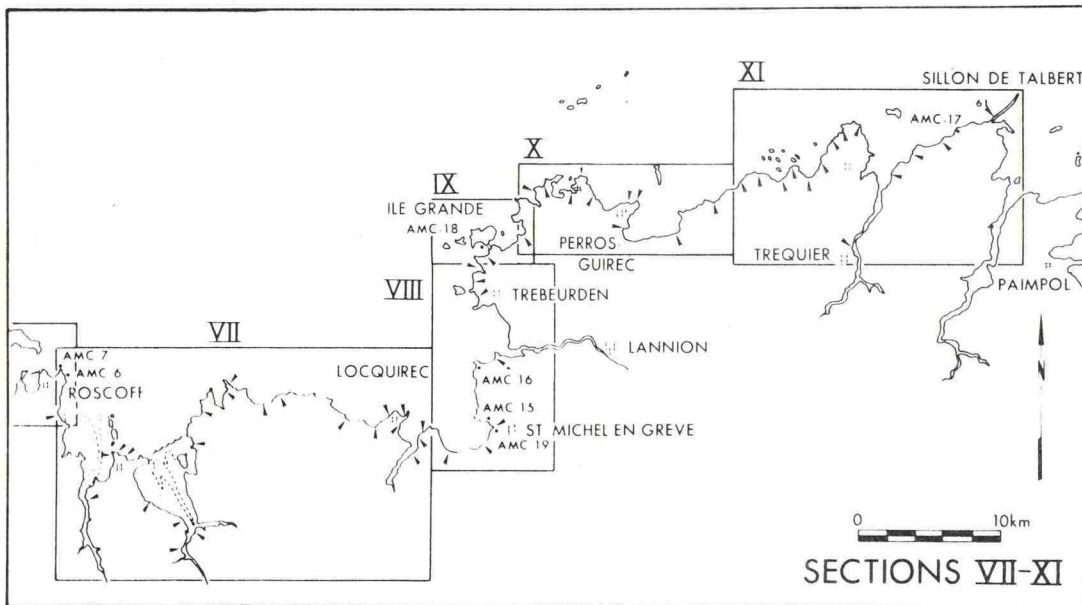 XI
SILLON DE TALBERT
6
AMC-17
X
IX
ILE GRANDE
AMC-18
PERROS-
GUIREC
TREQUIER
PAIMPOL
VIII
TREBEURDEN
VII
LANNION
AMC 7
AMC 6
ROSCOFF
LOCQUIREC
AMC 16
AMC 15
ST MICHEL EN GREVE
AMC 19
0 10km
SECTIONS VII-XI